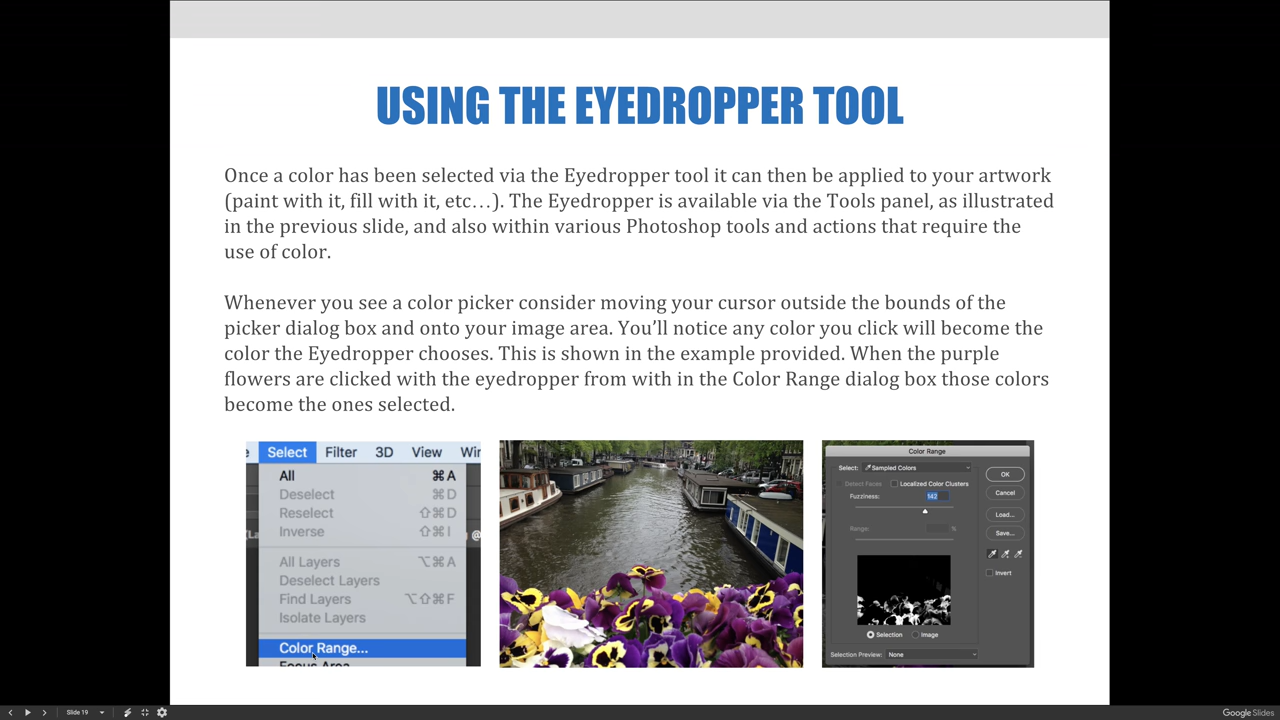 USING THE EYEDROPPER TOOL
Once a color has been selected via the Eyedropper tool it can then be applied to your artwork
(paint with it, fill with it, etc...). The Eyedropper is available via the Tools panel, as illustrated
in the previous slide, and also within various Photoshop tools and actions that require the
use of color.
Whenever you see a color picker consider moving your cursor outside the bounds of the
picker dialog box and onto your image area. You’ll notice any color you click will become the
color the Eyedropper chooses. This is shown in the example provided. When the purple
flowers are clicked with the eyedropper from with in the Color Range dialog box those colors
become the ones selected.
Select Filter 3D View
All ⌘A
Deselect ⌘D
Reselect ⇧⌘D
Inverse ⇧⌘I
All Layers ⌥⌘A
Deselect Layers
Find Layers ⌥⇧⌘F
Isolate Layers
Color Range...
Focus Area
Color Range
Select: Sampled Colors
Detect Faces Localized Color Clusters
Fuzziness: 142
Range: %
OK
Cancel
Load...
Save...
Invert
Selection Image
Selection Preview: None
Slide 19
Google Slides